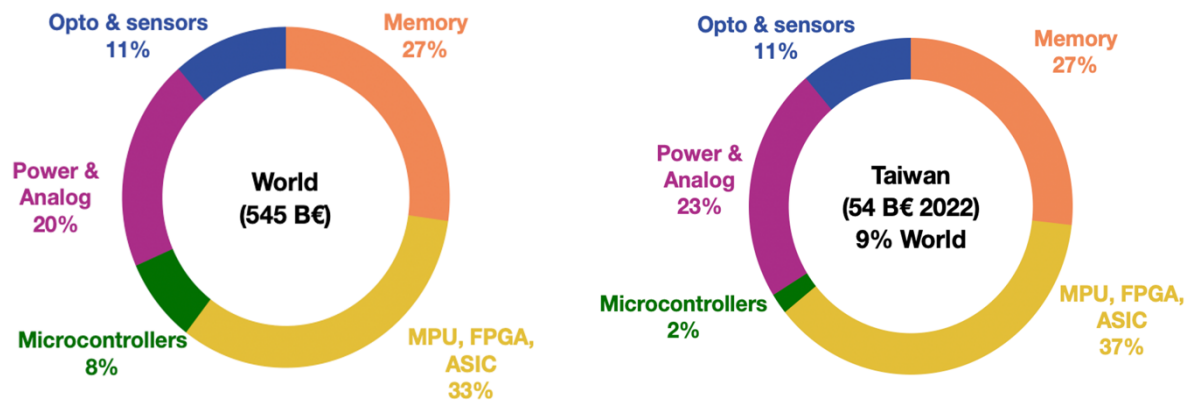 Opto & sensors
11%
Memory
27%
Power &
Analog
20%
World
(545 B€)
Microcontrollers
8%
MPU, FPGA,
ASIC
33%
Opto & sensors
11%
Memory
27%
Power &
Analog
23%
Taiwan
(54 B€ 2022)
9% World
Microcontrollers
2%
MPU, FPGA,
ASIC
37%